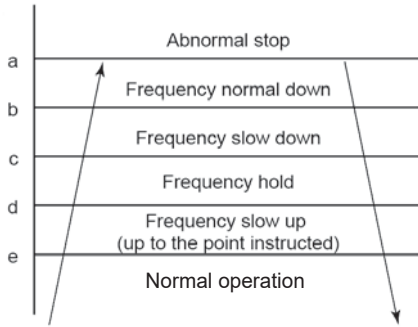 Abnormal stop
a
Frequency normal down
b
Frequency slow down
c
Frequency hold
d
Frequency slow up
(up to the point instructed)
e
Normal operation